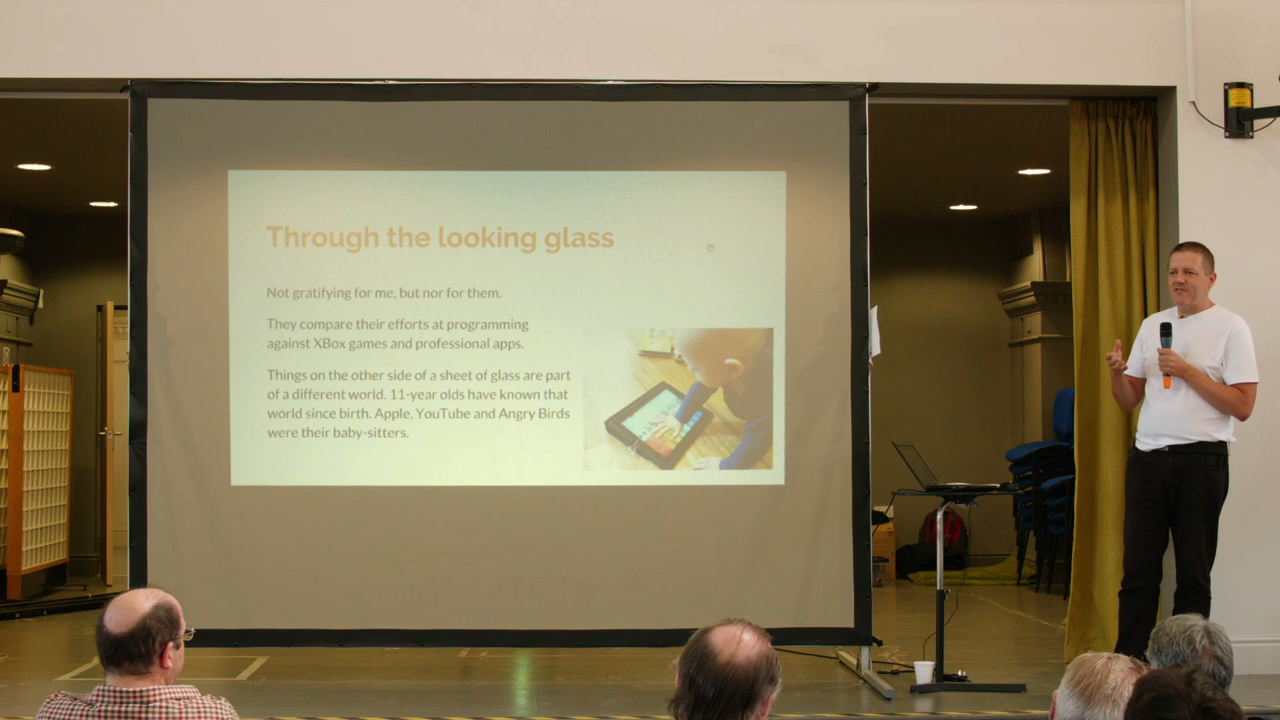 Through the looking glass
Not gratifying for me, but nor for them.
They compare their efforts at programming
against XBox games and professional apps.
Things on the other side of a sheet of glass are part
of a different world. 11-year olds have known that
world since birth. Apple, YouTube and Angry Birds
were their baby-sitters.